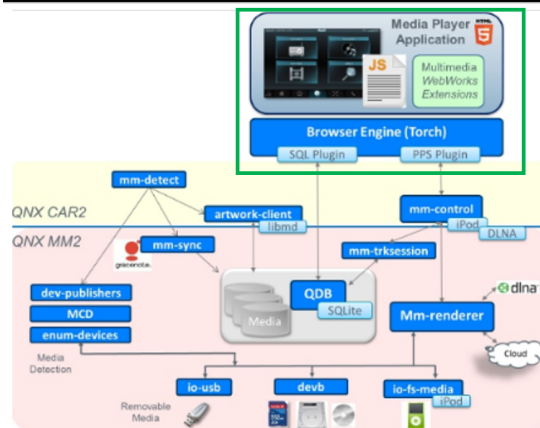 Media Player
Application
HTML
JS
Multimedia
WebWorks
Extensions
Browser Engine (Torch)
SQL Plugin
PPS Plugin
mm-detect
QNX CAR2
artwork-client
libmd
mm-control
iPod
DLNA
QNX MM2
gracenote.
mm-sync
mm-trksession
dev-publishers
MCD
enum-devices
Media
QDB
SQLite
Mm-renderer
dlna
Cloud
Media
Detection
io-usb
devb
io-fs-media
iPod
Removable
Media